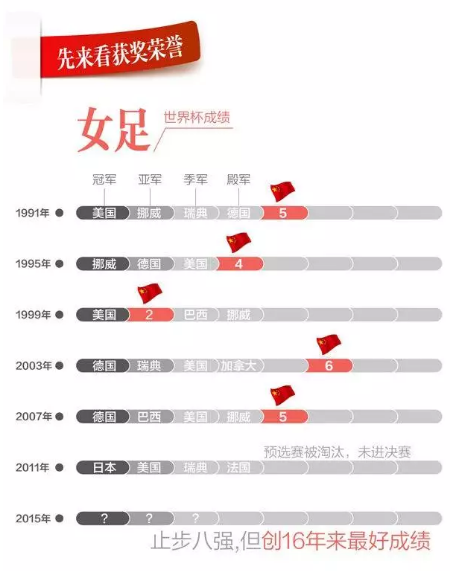 先来看获奖荣誉
女足 世界杯成绩
冠军 亚军 季军 殿军
1991年 美国 挪威 瑞典 德国 5
1995年 挪威 德国 美国 4
1999年 美国 2 巴西 挪威
2003年 德国 瑞典 美国 加拿大 6
2007年 德国 巴西 美国 挪威 5
预选赛被淘汰，未进决赛
2011年 日本 美国 瑞典 法国
2015年 ? ? ?
止步八强,但创16年来最好成绩